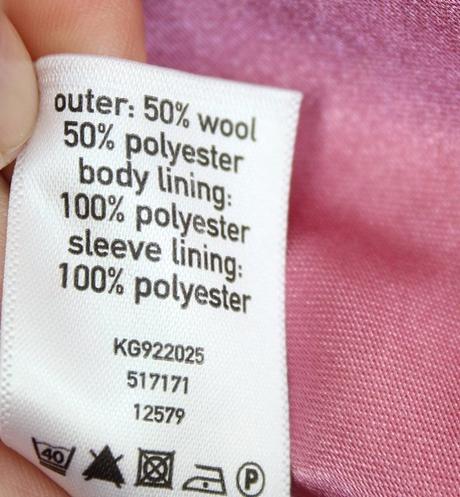 outer: 50% wool
50% polyester
body lining:
100% polyester
sleeve lining:
100% polyester
KG922025
517171
12579
40 P